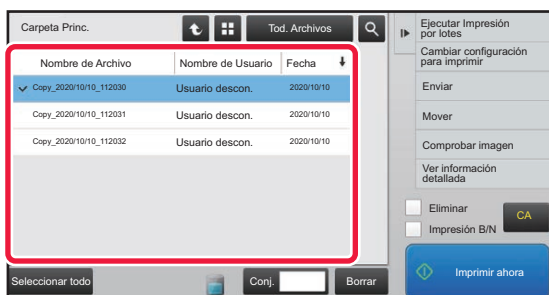 Carpeta Princ.
Tod. Archivos
Nombre de Archivo
Nombre de Usuario
Fecha
Copy_2020/10/10_112030
Usuario descon.
2020/10/10
Copy_2020/10/10_112031
Usuario descon.
2020/10/10
Copy_2020/10/10_112032
Usuario descon.
2020/10/10
Seleccionar todo
Conj.
Borrar
Ejecutar Impresión
por lotes
Cambiar configuración
para imprimir
Enviar
Mover
Comprobar imagen
Ver información
detallada
Eliminar
Impresión B/N
CA
Imprimir ahora